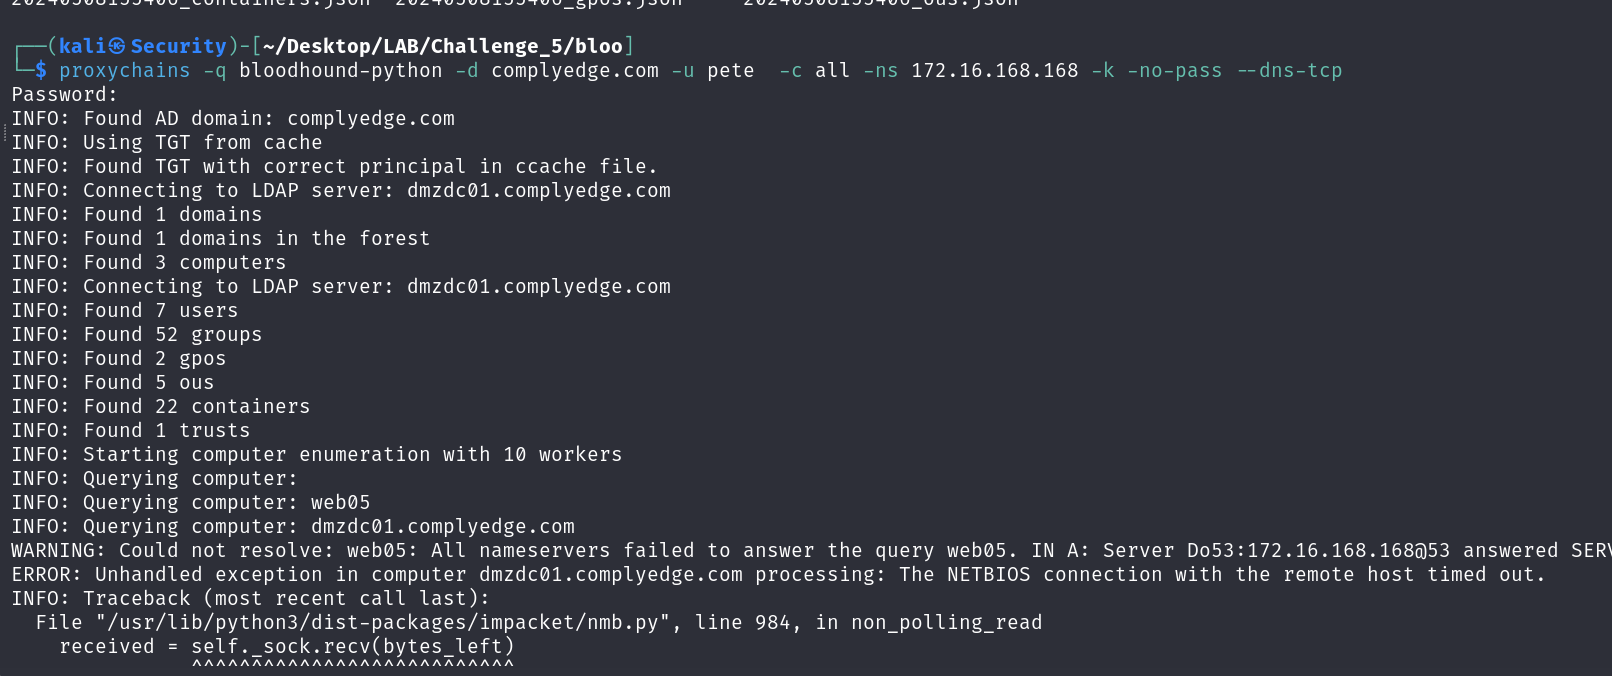 20240508155406_containers.json  20240508155406_gpos.json     20240508155406_ous.json
┌──(kali㉿Security)-[~/Desktop/LAB/Challenge_5/bloo]
└─$ proxychains -q bloodhound-python -d complyedge.com -u pete  -c all -ns 172.16.168.168 -k -no-pass --dns-tcp
Password:
INFO: Found AD domain: complyedge.com
INFO: Using TGT from cache
INFO: Found TGT with correct principal in ccache file.
INFO: Connecting to LDAP server: dmzdc01.complyedge.com
INFO: Found 1 domains
INFO: Found 1 domains in the forest
INFO: Found 3 computers
INFO: Connecting to LDAP server: dmzdc01.complyedge.com
INFO: Found 7 users
INFO: Found 52 groups
INFO: Found 2 gpos
INFO: Found 5 ous
INFO: Found 22 containers
INFO: Found 1 trusts
INFO: Starting computer enumeration with 10 workers
INFO: Querying computer:
INFO: Querying computer: web05
INFO: Querying computer: dmzdc01.complyedge.com
WARNING: Could not resolve: web05: All nameservers failed to answer the query web05. IN A: Server Do53:172.16.168.168@53 answered SERV
ERROR: Unhandled exception in computer dmzdc01.complyedge.com processing: The NETBIOS connection with the remote host timed out.
INFO: Traceback (most recent call last):
  File "/usr/lib/python3/dist-packages/impacket/nmb.py", line 984, in non_polling_read
    received = self._sock.recv(bytes_left)
               ^^^^^^^^^^^^^^^^^^^^^^^^^^^